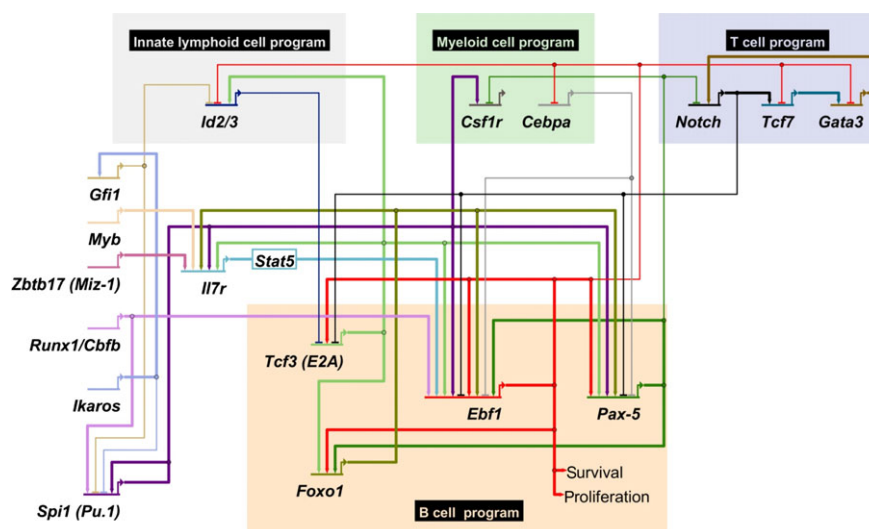 Innate lymphoid cell program
Myeloid cell program
T cell program
Id2/3
Csf1r
Cebpa
Notch
Tcf7
Gata3
Gfi1
Myb
Stat5
Zbtb17 (Miz-1)
Il7r
Runx1/Cbfb
Tcf3 (E2A)
Ikaros
Ebf1
Pax-5
Survival
Foxo1
Proliferation
Spi1 (Pu.1)
B cell program